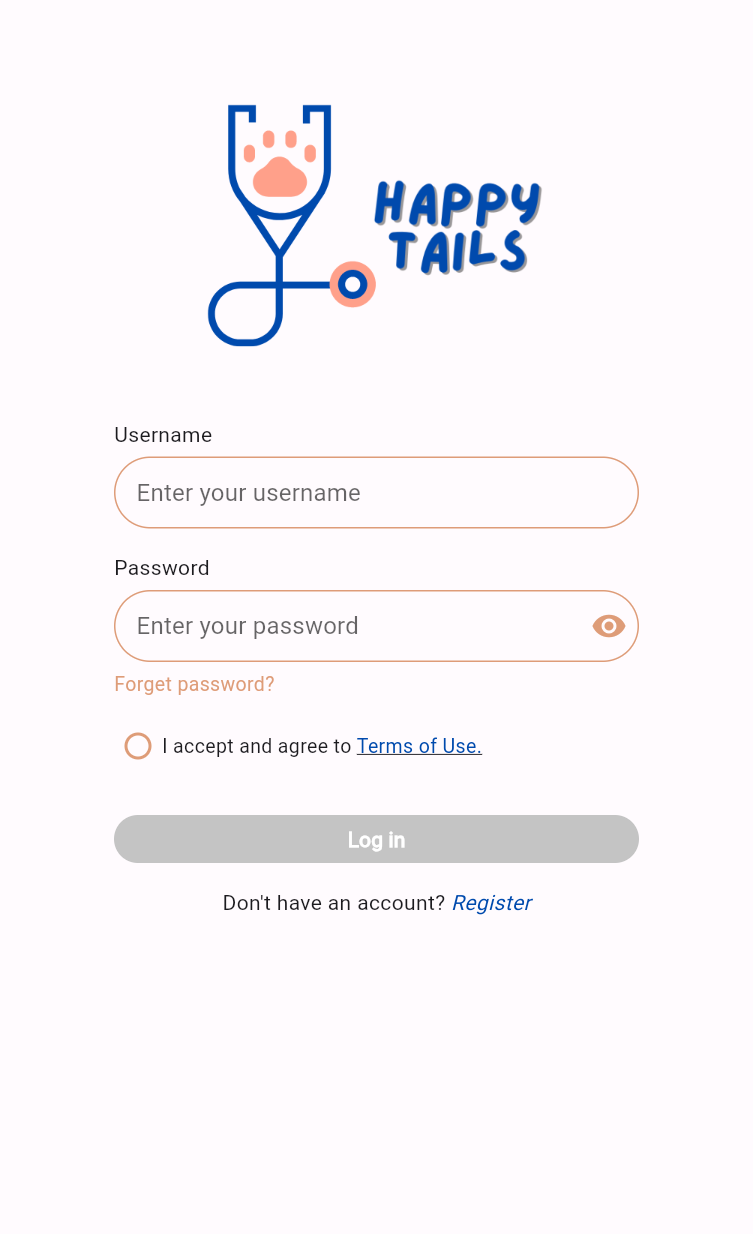 HAPPY
TAILS
Username
Enter your username
Password
Enter your password
Forget password?
I accept and agree to Terms of Use.
Log in
Don't have an account? Register